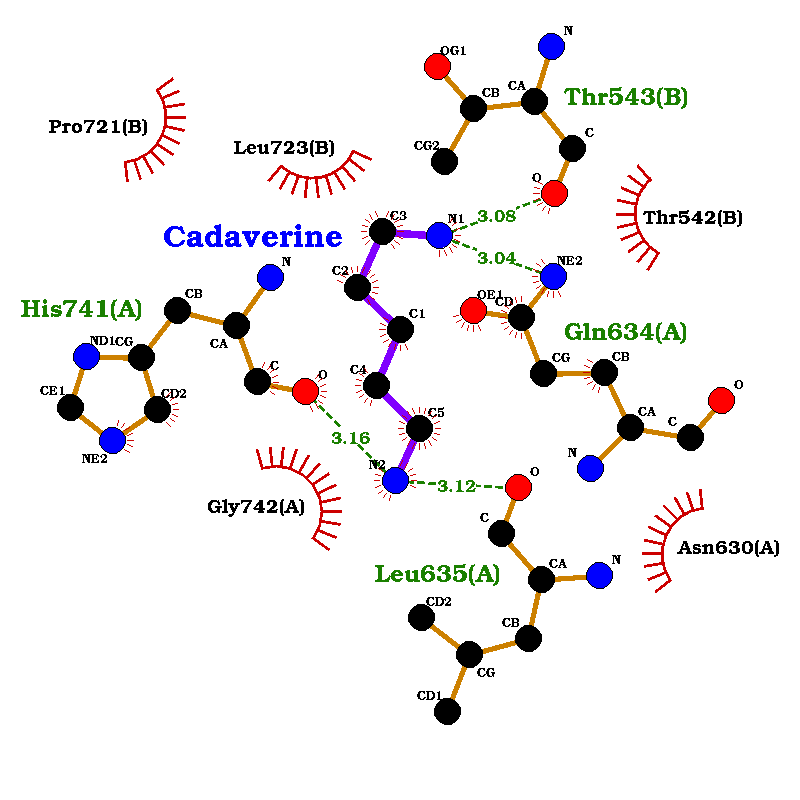 N
OG1
CB
CA
Thr543(B)
Pro721(B)
Leu723(B)
CG2
C
O
Thr542(B)
C3
N1
3.08
Cadaverine
3.04
NE2
N
C2
CB
OE1
CD
His741(A)
C1
Gln634(A)
CA
ND1
CG
C
O
C4
CG
CB
O
CE1
CD2
C5
CA
C
3.16
NE2
N2
N
3.12
O
Gly742(A)
C
Asn630(A)
N
Leu635(A)
CA
CD2
CB
CG
CD1